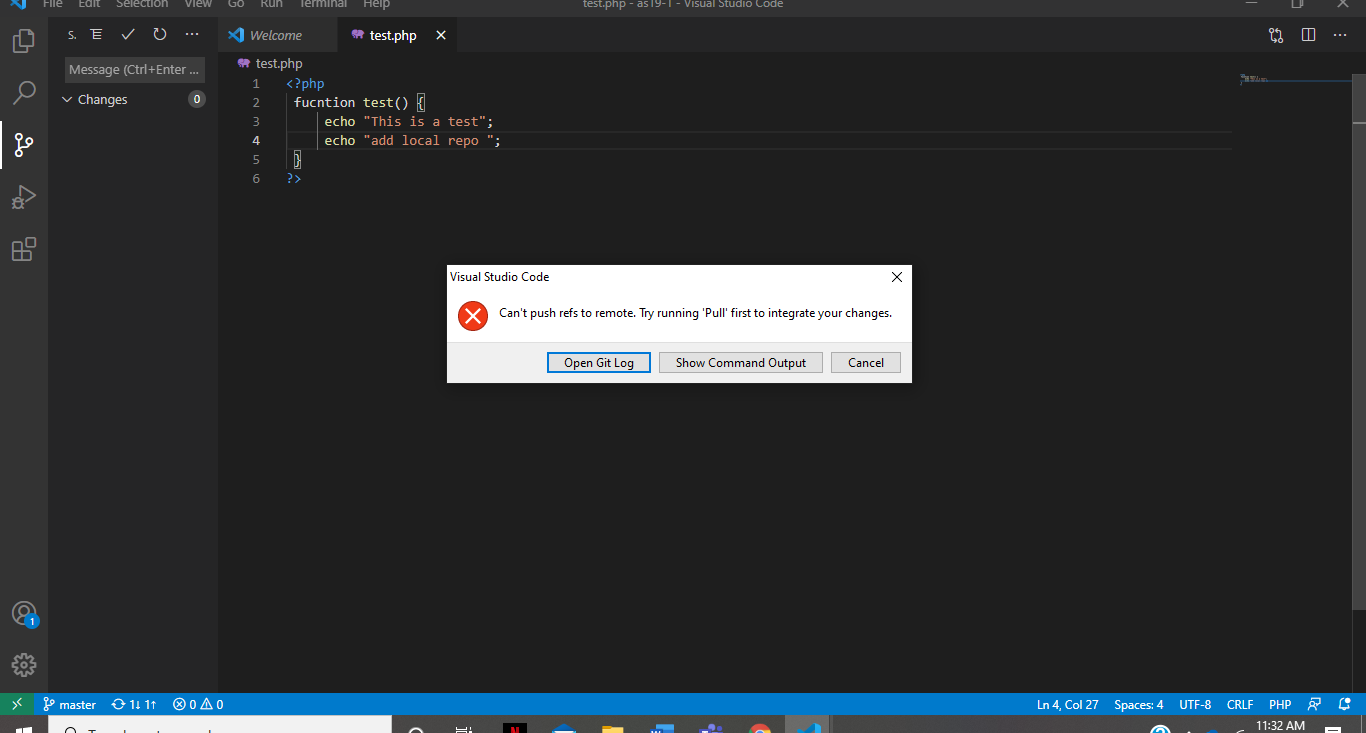 File Edit Selection View Go Run Terminal Help
test.php - as19-1 - Visual Studio Code
S.
Welcome
test.php
Message (Ctrl+Enter ...
Changes 0
test.php
1 <?php
2 fucntion test() {
3 echo "This is a test";
4 echo "add local repo ";
5 }
6 ?>
Visual Studio Code
Can't push refs to remote. Try running 'Pull' first to integrate your changes.
Open Git Log
Show Command Output
Cancel
1
master 1↓ 1↑ 0 0
Ln 4, Col 27 Spaces: 4 UTF-8 CRLF PHP
11:32 AM